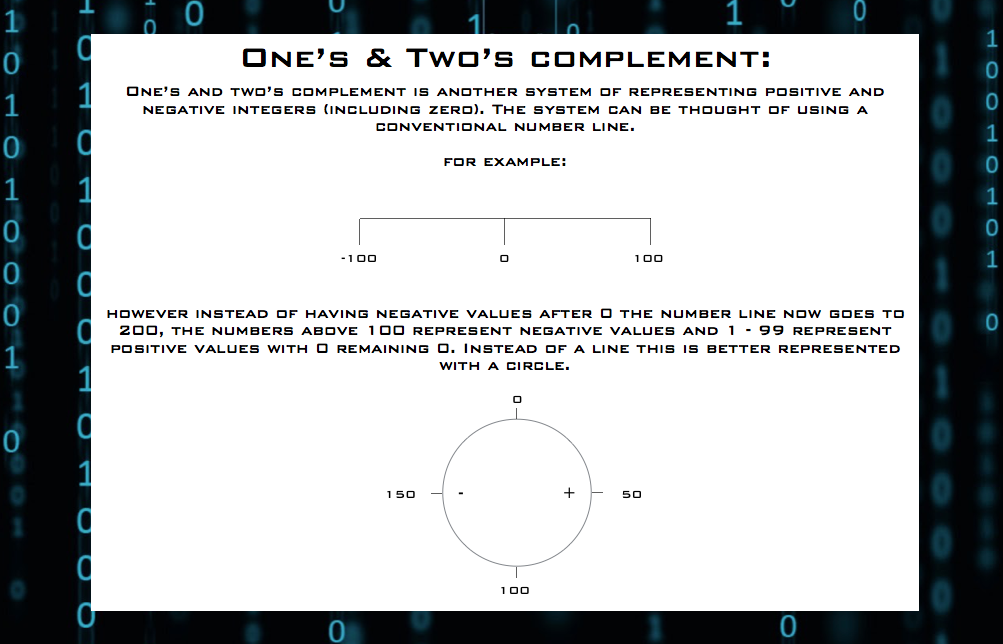 One's & Two's complement:
One's and two's complement is another system of representing positive and
negative integers (including zero). The system can be thought of using a
conventional number line.
for example:
-100 0 100
however instead of having negative values after 0 the number line now goes to
200, the numbers above 100 represent negative values and 1 - 99 represent
positive values with 0 remaining 0. Instead of a line this is better represented
with a circle.
0
150 - + 50
100